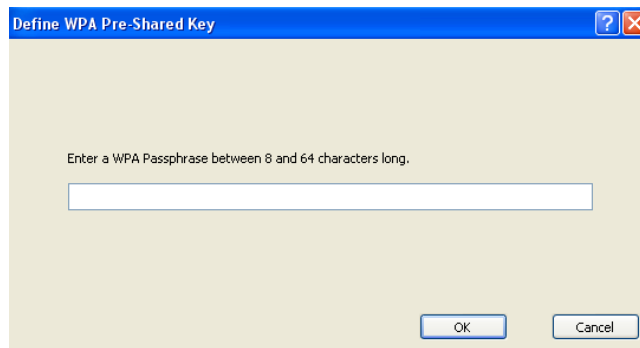 Define WPA Pre-Shared Key
?
X
Enter a WPA Passphrase between 8 and 64 characters long.
OK Cancel